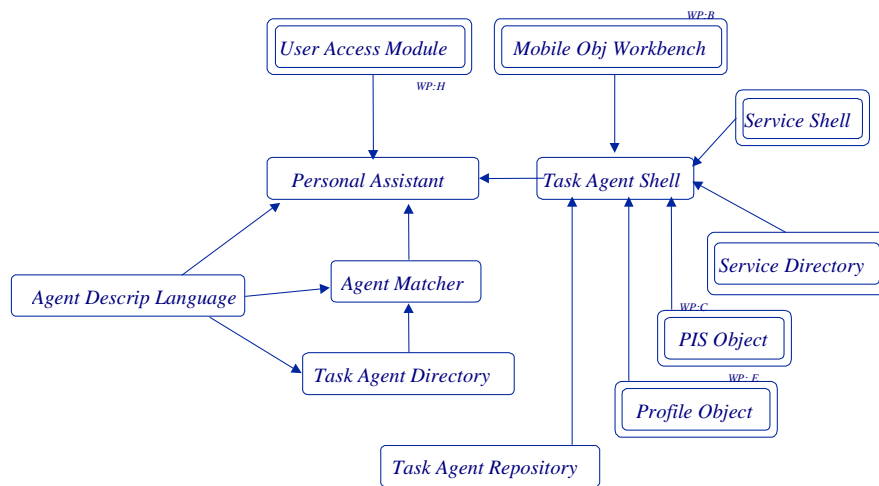 WP:B
User Access Module
Mobile Obj Workbench
WP:H
Service Shell
Personal Assistant
Task Agent Shell
Service Directory
Agent Matcher
Agent Descrip Language
WP:C
PIS Object
Task Agent Directory
WP: E
Profile Object
Task Agent Repository